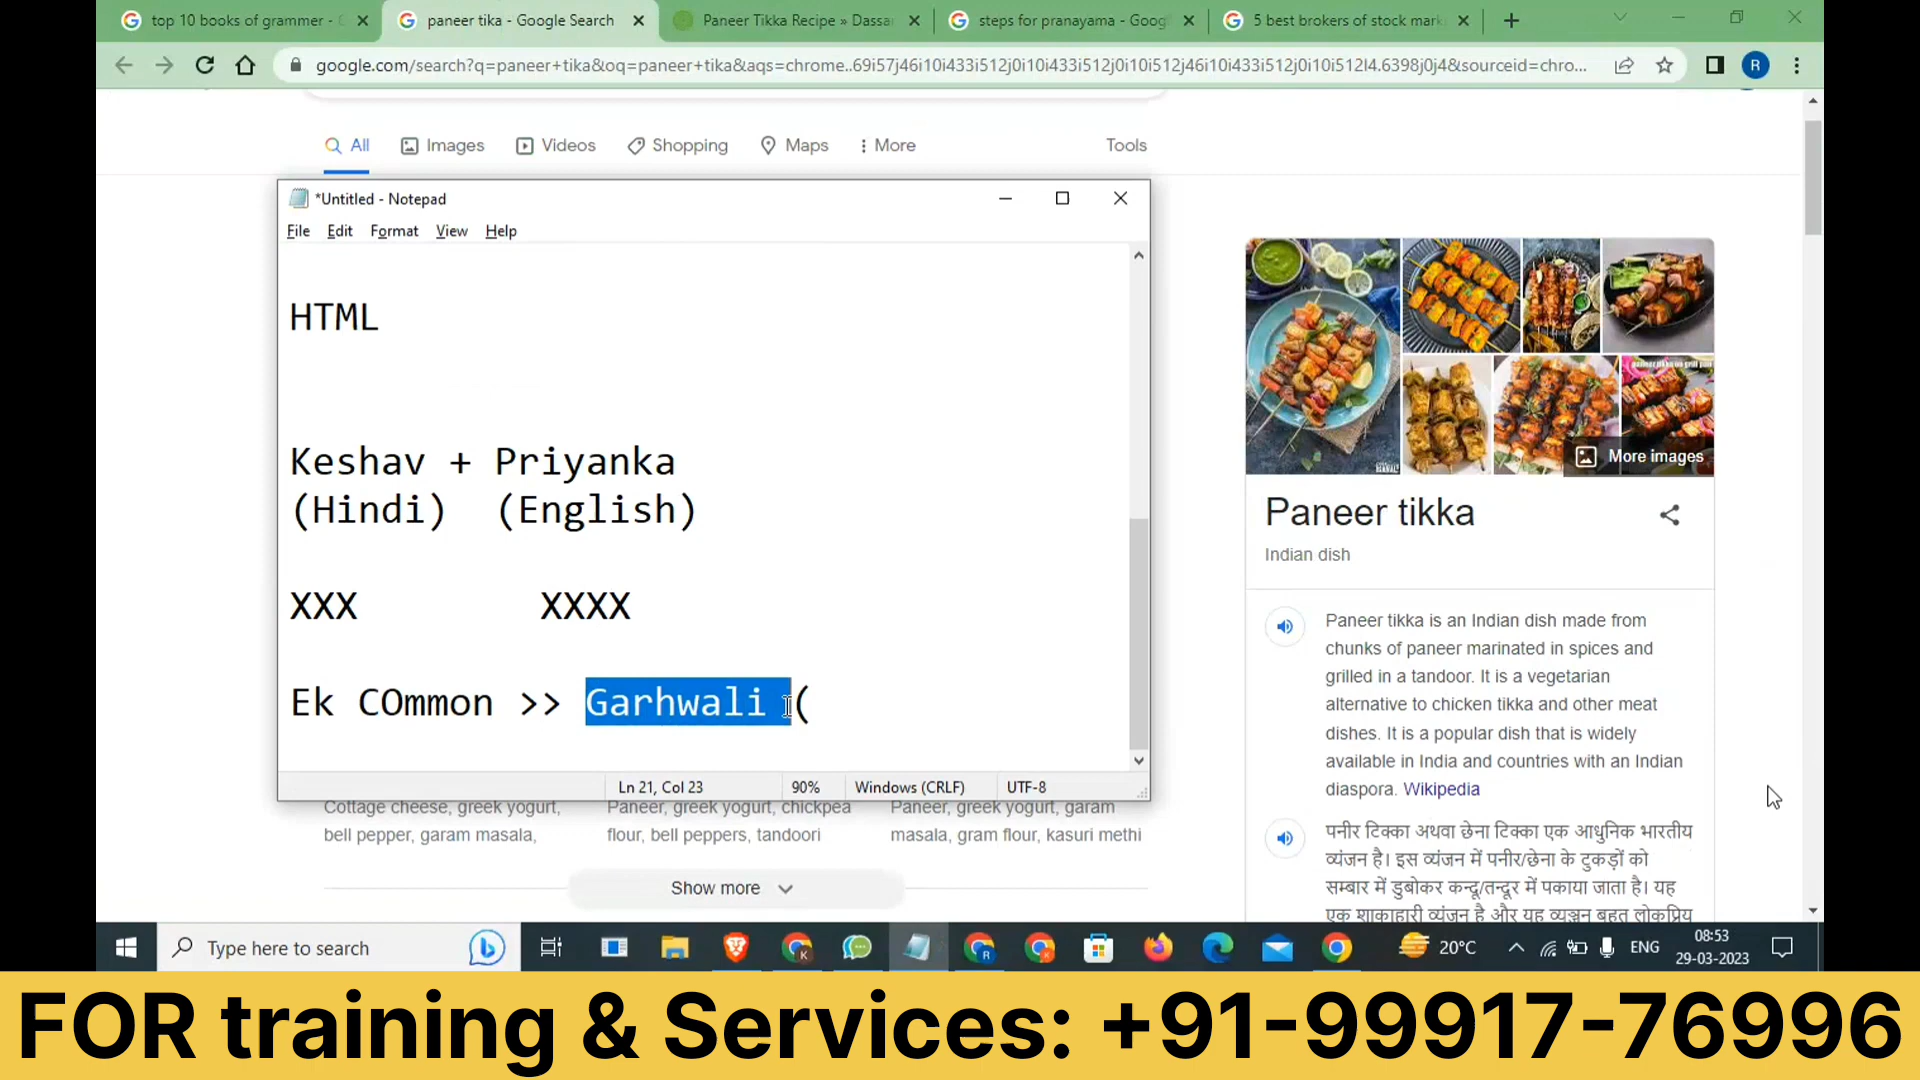 top 10 books of grammer - G
paneer tika - Google Search
Paneer Tikka Recipe » Dassa
steps for pranayama - Goog
5 best brokers of stock mark
google.com/search?q=paneer+tika&oq=paneer+tika&aqs=chrome..69i57j46i10i433i512j0i10i433i512j0i10i512j46i10i433i512j0i10i512l4.6398j0j4&sourceid=chro...
R
All Images Videos Shopping Maps More Tools
*Untitled - Notepad
File Edit Format View Help
HTML
Keshav + Priyanka
(Hindi) (English)
XXX XXXX
Ek COmmon >> Garhwali (
Ln 21, Col 23 90% Windows (CRLF) UTF-8
Cottage cheese, greek yogurt,
bell pepper, garam masala,
Paneer, greek yogurt, chickpea
flour, bell peppers, tandoori
Paneer, greek yogurt, garam
masala, gram flour, kasuri methi
Show more
More images
Paneer tikka
Indian dish
Paneer tikka is an Indian dish made from
chunks of paneer marinated in spices and
grilled in a tandoor. It is a vegetarian
alternative to chicken tikka and other meat
dishes. It is a popular dish that is widely
available in India and countries with an Indian
diaspora. Wikipedia
पनीर टिक्का अथवा छेना टिक्का एक आधुनिक भारतीय
व्यंजन है। इस व्यंजन में पनीर/छेना के टुकड़ों को
सम्बार में डुबोकर कन्दू/तन्दूर में पकाया जाता है। यह
एक शाकाहारी व्यंजन है और यह व्यञ्जन बहुत लोकप्रिय
Type here to search
20°C
ENG
08:53
29-03-2023
FOR training & Services: +91-99917-76996